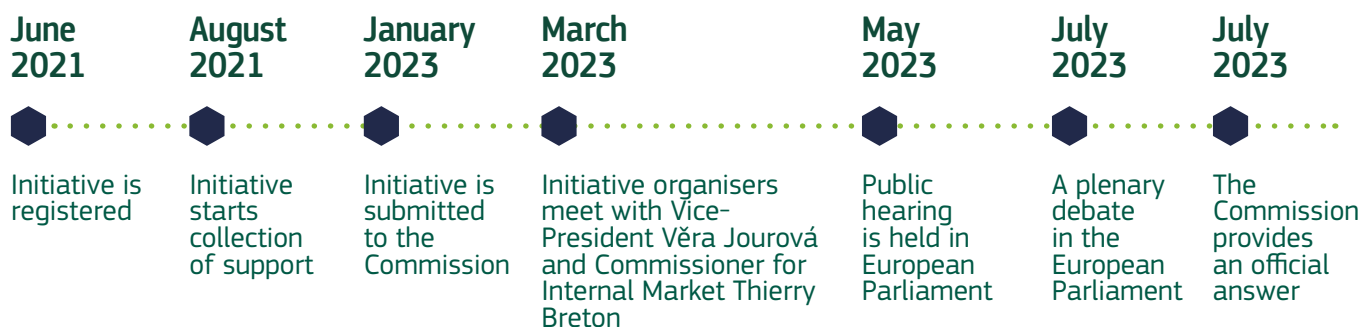 June
2021
August
2021
January
2023
March
2023
May
2023
July
2023
July
2023
Initiative is
registered
Initiative
starts
collection
of support
Initiative is
submitted
to the
Commission
Initiative organisers
meet with Vice-
President Věra Jourová
and Commissioner for
Internal Market Thierry
Breton
Public
hearing
is held in
European
Parliament
A plenary
debate
in the
European
Parliament
The
Commission
provides
an official
answer